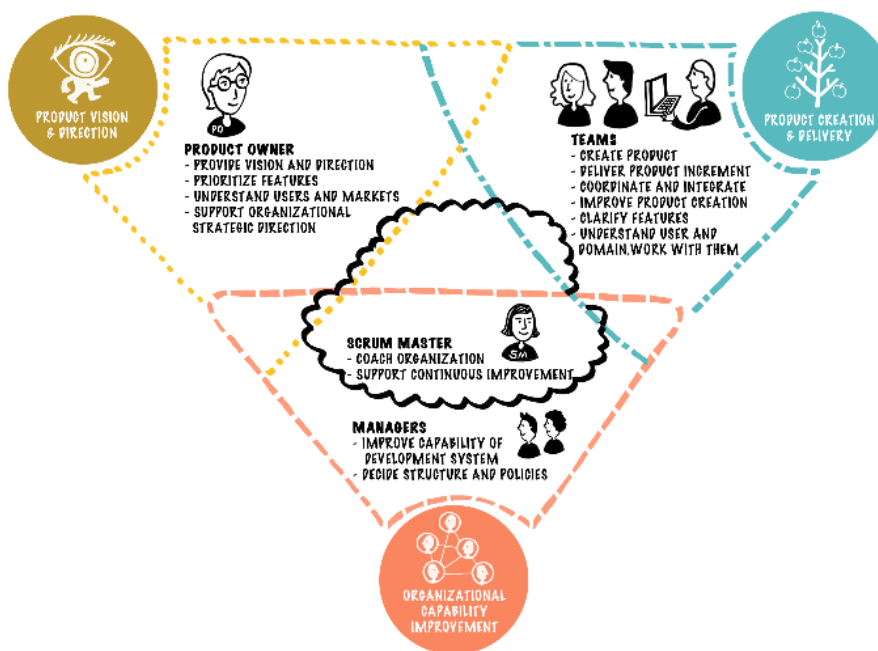 PRODUCT VISION
& DIRECTION
PO
PRODUCT OWNER
- PROVIDE VISION AND DIRECTION
- PRIORITIZE FEATURES
- UNDERSTAND USERS AND MARKETS
- SUPPORT ORGANIZATIONAL
STRATEGIC DIRECTION
TEAMS
- CREATE PRODUCT
- DELIVER PRODUCT INCREMENT
- COORDINATE AND INTEGRATE
- IMPROVE PRODUCT CREATION
- CLARIFY FEATURES
- UNDERSTAND USER AND
DOMAIN,WORK WITH THEM
PRODUCT CREATION
& DELIVERY
SCRUM MASTER
- COACH ORGANIZATION
- SUPPORT CONTINUOUS IMPROVEMENT
SM
MANAGERS
- IMPROVE CAPABILITY OF
DEVELOPMENT SYSTEM
- DECIDE STRUCTURE AND POLICIES
ORGANIZATIONAL
CAPABILITY
IMPROVEMENT